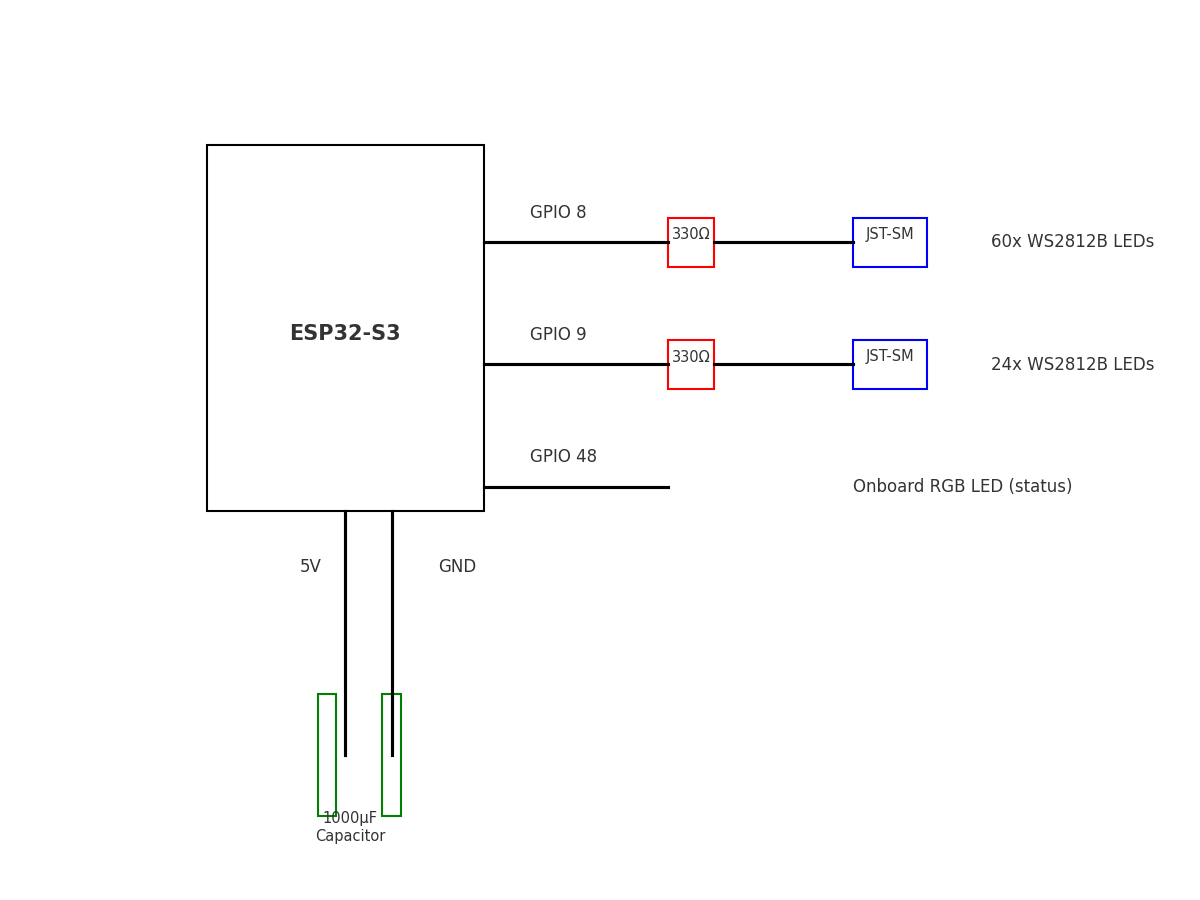 GPIO 8
330Ω
JST-SM
60x WS2812B LEDs
ESP32-S3
GPIO 9
330Ω
JST-SM
24x WS2812B LEDs
GPIO 48
Onboard RGB LED (status)
5V
GND
1000μF
Capacitor